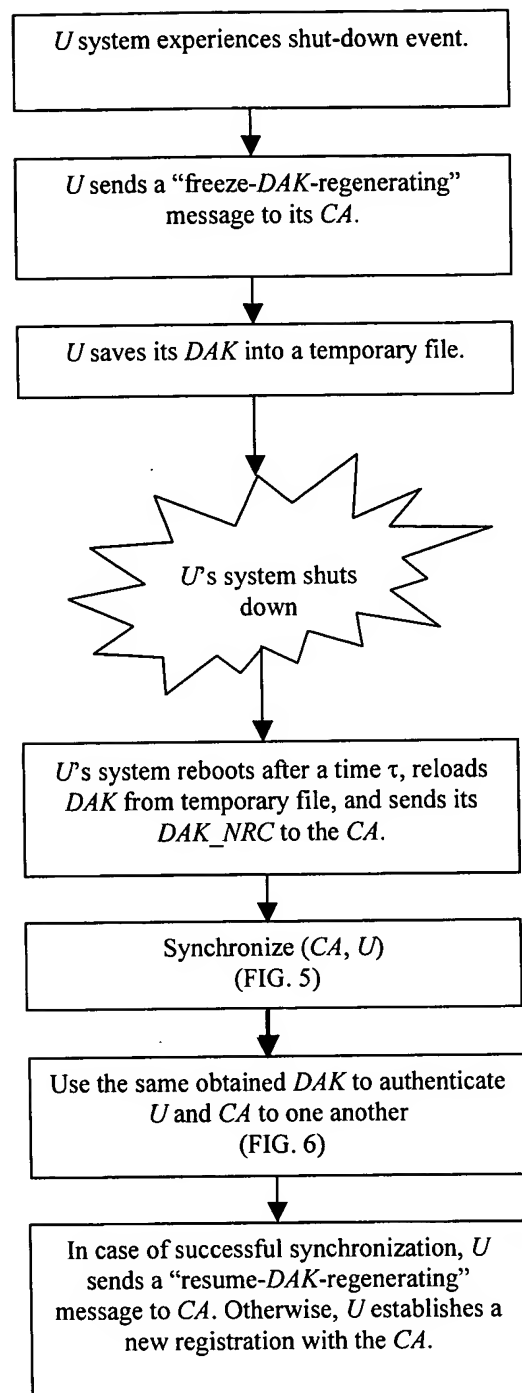 U system experiences shut-down event.
U sends a “freeze-DAK-regenerating”
message to its CA.
U saves its DAK into a temporary file.
U's system shuts
down
U's system reboots after a time τ, reloads
DAK from temporary file, and sends its
DAK_NRC to the CA.
Synchronize (CA, U)
(FIG. 5)
Use the same obtained DAK to authenticate
U and CA to one another
(FIG. 6)
In case of successful synchronization, U
sends a “resume-DAK-regenerating”
message to CA. Otherwise, U establishes a
new registration with the CA.